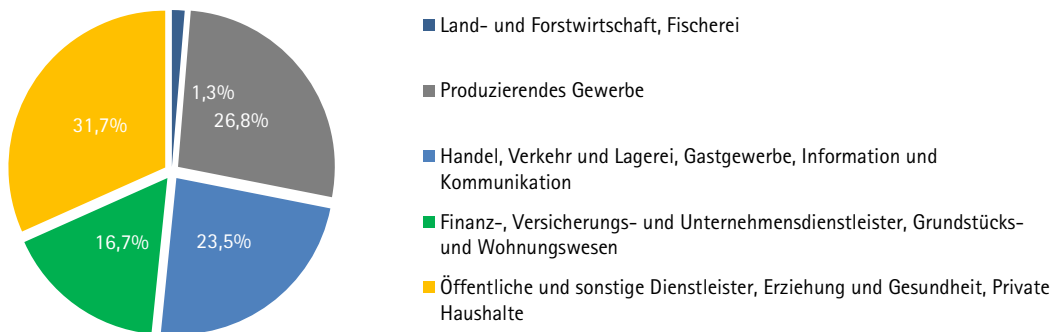 1,3%
26,8%
31,7%
16,7%
23,5%
Land- und Forstwirtschaft, Fischerei
Produzierendes Gewerbe
Handel, Verkehr und Lagerei, Gastgewerbe, Information und
Kommunikation
Finanz-, Versicherungs- und Unternehmensdienstleister, Grundstücks-
und Wohnungswesen
Öffentliche und sonstige Dienstleister, Erziehung und Gesundheit, Private
Haushalte